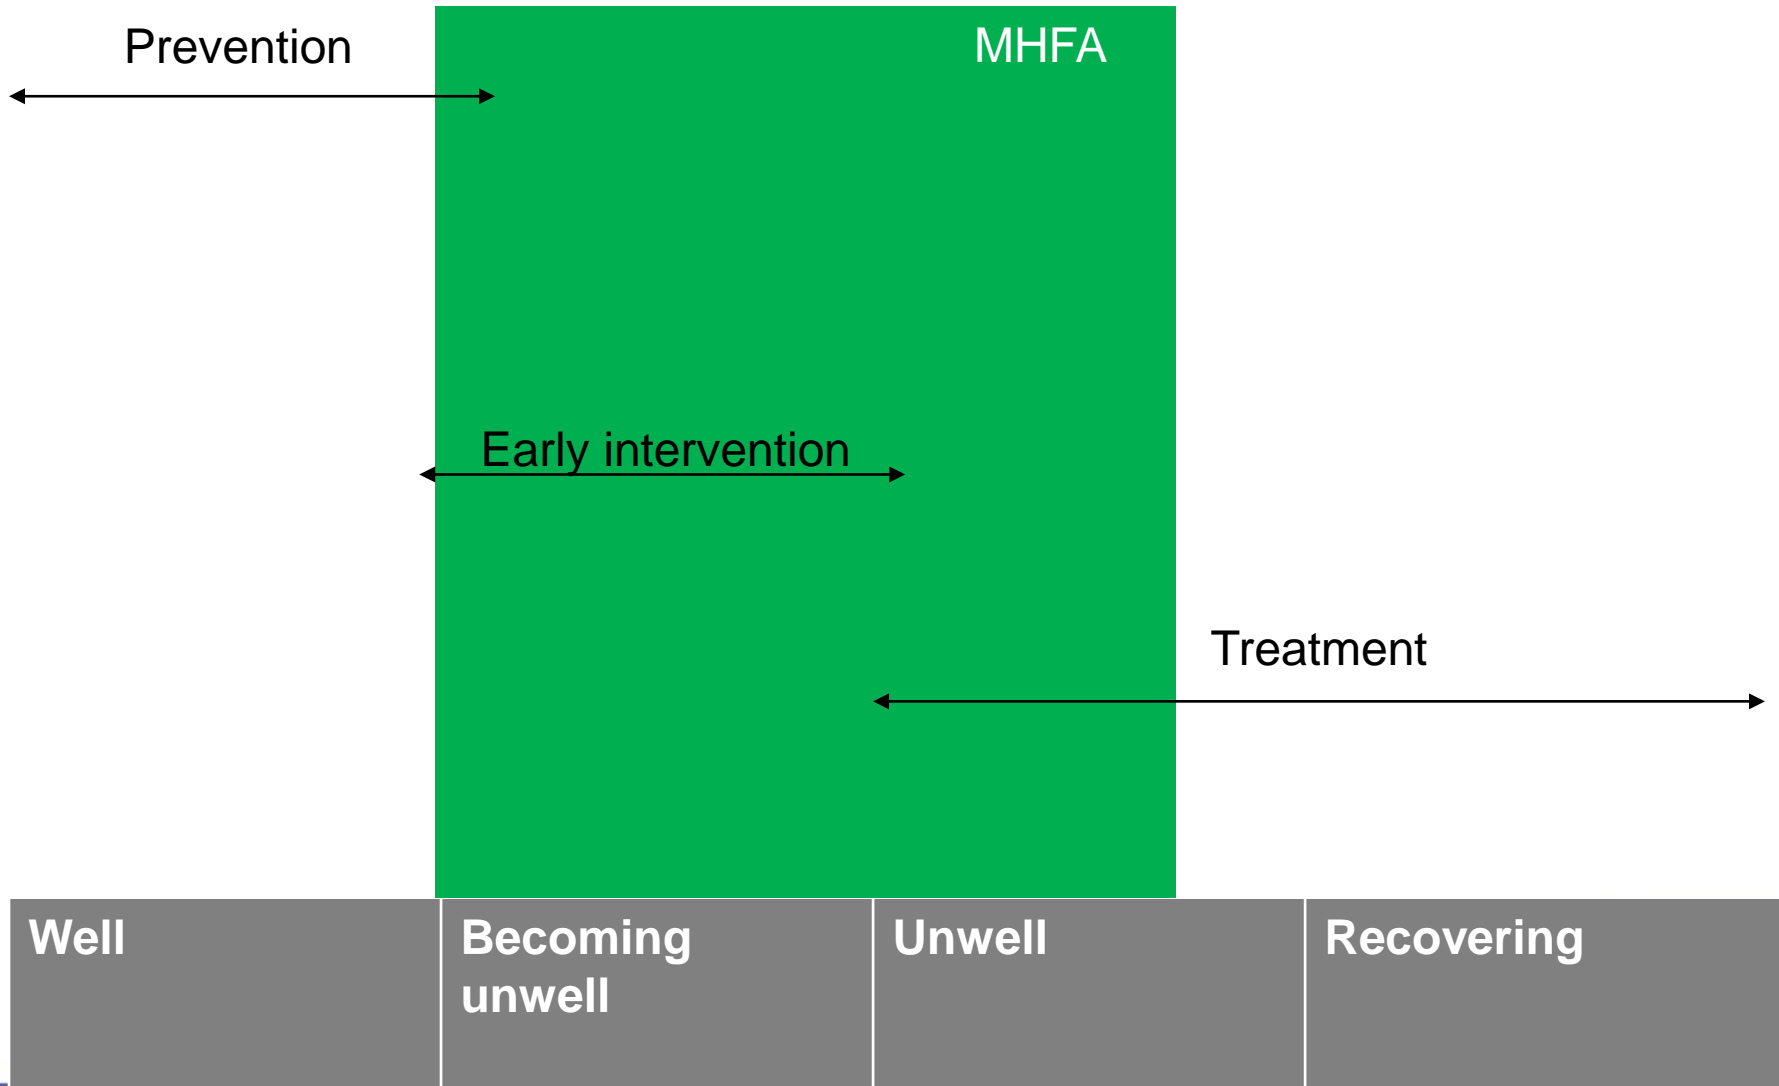 Prevention
MHFA
Early intervention
Treatment
Well
Becoming
unwell
Unwell
Recovering